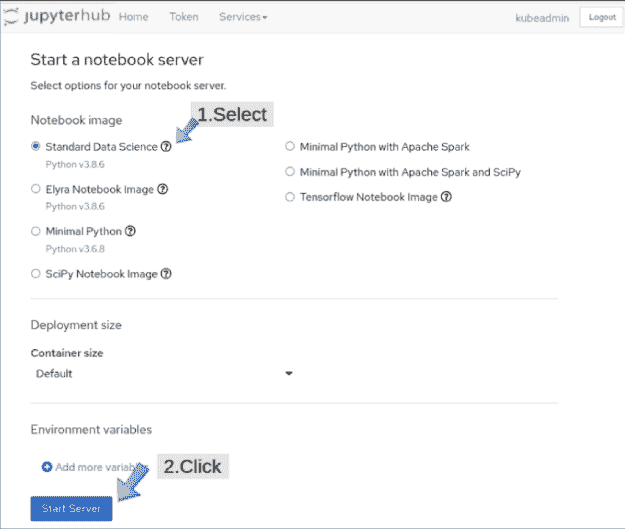 jupyterhub Home Token Services kubeadmin Logout
Start a notebook server
Select options for your notebook server.
1.Select
Notebook image
Standard Data Science
Python v3.8.6
Elyra Notebook Image
Python v3.8.6
Minimal Python
Python v3.6.8
SciPy Notebook Image
Minimal Python with Apache Spark
Minimal Python with Apache Spark and SciPy
Tensorflow Notebook Image
Deployment size
Container size
Default
Environment variables
Add more variab
2.Click
Start Server